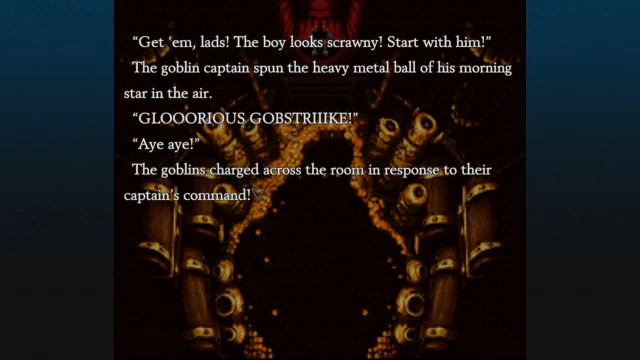 “Get ‘em, lads! The boy looks scrawny! Start with him!”
The goblin captain spun the heavy metal ball of his morning
star in the air.
“GLOOORIOUS GOBSTRIIIKE!”
“Aye aye!”
The goblins charged across the room in response to their
captain’s command!